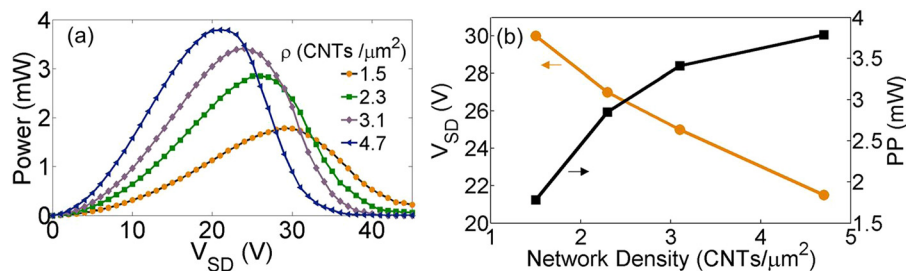 (a)
ρ (CNTs /μm²)
1.5
2.3
3.1
4.7
Power (mW)
4
3
2
1
0
0 10 20 30 40
V_SD (V)
(b)
V_SD (V)
30
28
26
24
22
20
PP (mW)
4
3.5
3
2.5
2
1.5
1 2 3 4 5
Network Density (CNTs/μm²)